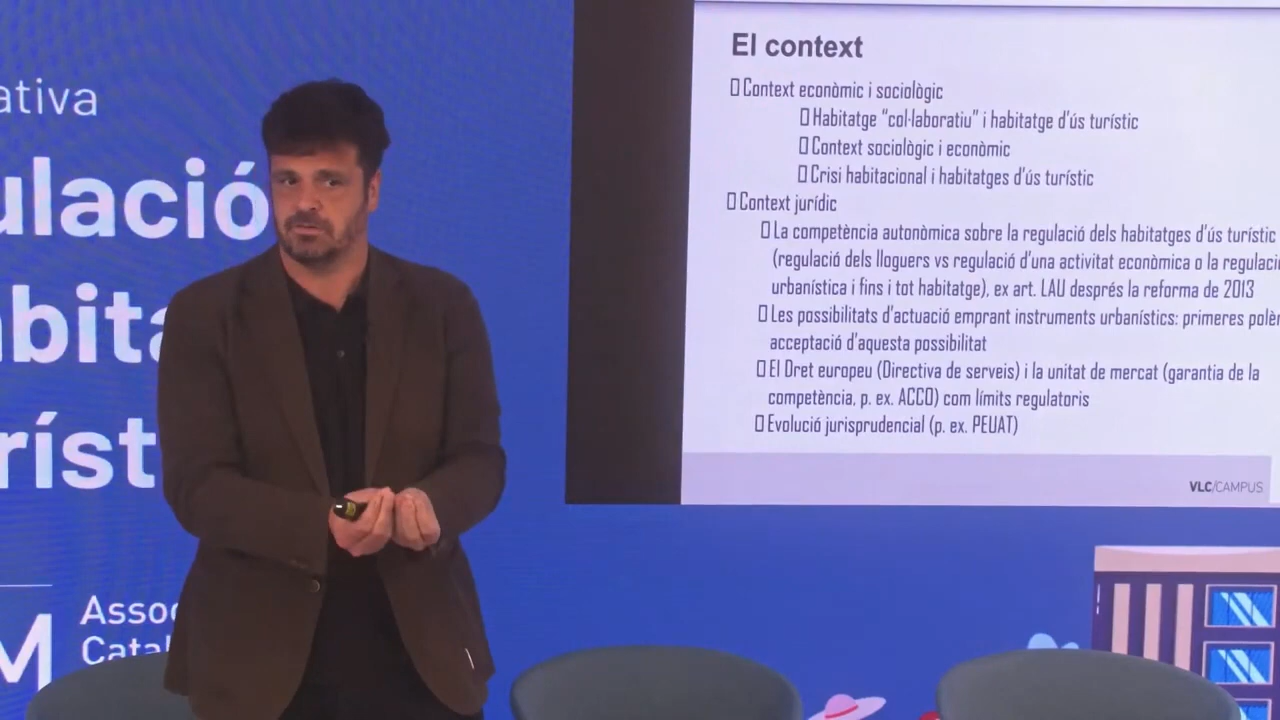 ativa
ulació
abita
ríst
M
Assoc
Catal
El context
Context econòmic i sociològic
Habitatge "col·laboratiu" i habitatge d'ús turístic
Context sociològic i econòmic
Crisi habitacional i habitatges d'ús turístic
Context jurídic
La competència autonòmica sobre la regulació dels habitatges d'ús turístic
(regulació dels lloguers vs regulació d'una activitat econòmica o la regulació
urbanística i fins i tot habitatge), ex art. LAU després la reforma de 2013
Les possibilitats d'actuació emprant instruments urbanístics: primeres polèm
acceptació d'aquesta possibilitat
El Dret europeu (Directiva de serveis) i la unitat de mercat (garantia de la
competència, p. ex. ACCO) com límits regulatoris
Evolució jurisprudencial (p. ex. PEUAT)
VLC/CAMPUS